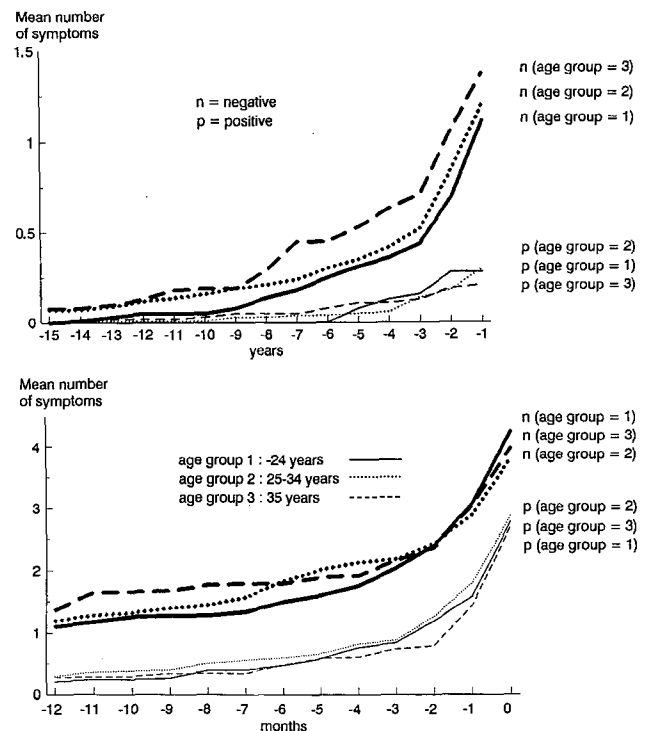 Mean number
of symptoms
1.5
1
0.5
0
n = negative
p = positive
n (age group = 3)
n (age group = 2)
n (age group = 1)
p (age group = 2)
p (age group = 1)
p (age group = 3)
-15 -14 -13 -12 -11 -10 -9 -8 -7 -6 -5 -4 -3 -2 -1
years
Mean number
of symptoms
4
3
2
1
0
age group 1 : -24 years
age group 2 : 25-34 years
age group 3 : 35 years
n (age group = 1)
n (age group = 3)
n (age group = 2)
p (age group = 2)
p (age group = 3)
p (age group = 1)
-12 -11 -10 -9 -8 -7 -6 -5 -4 -3 -2 -1 0
months